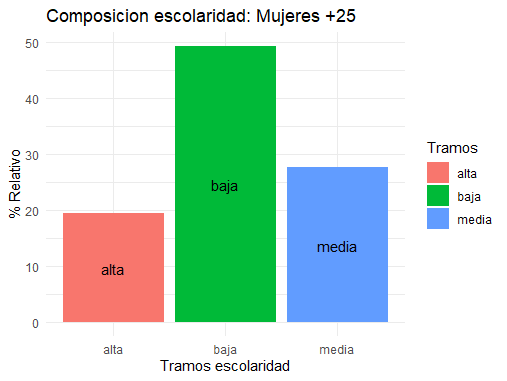 Composicion escolaridad: Mujeres +25
% Relativo
50
40
30
20
10
0
alta
baja
media
alta
baja
media
Tramos escolaridad
Tramos
alta
baja
media